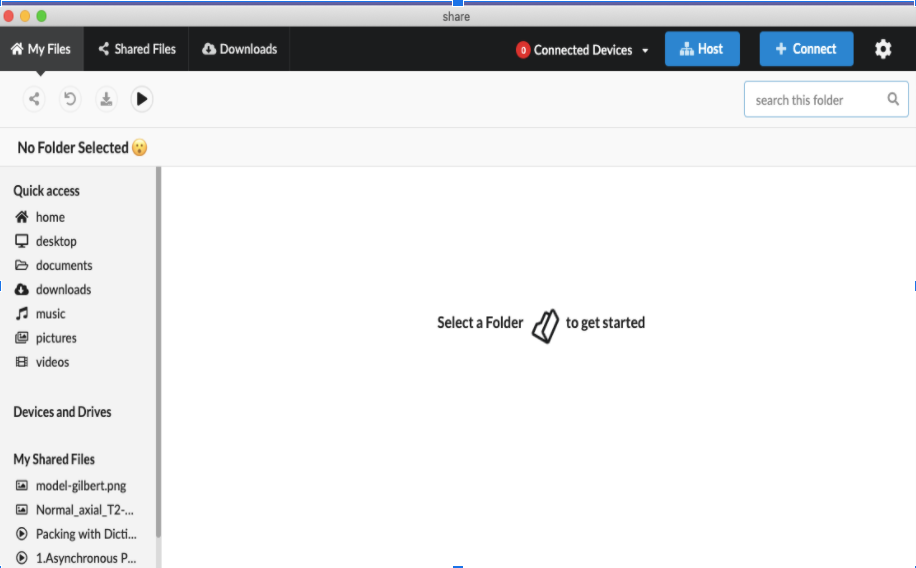 share
My Files
Shared Files
Downloads
0 Connected Devices
Host
+ Connect
search this folder
No Folder Selected 😮
Quick access
home
desktop
documents
downloads
music
pictures
videos
Devices and Drives
My Shared Files
model-gilbert.png
Normal_axial_T2-...
Packing with Dicti...
1.Asynchronous P...
Select a Folder to get started